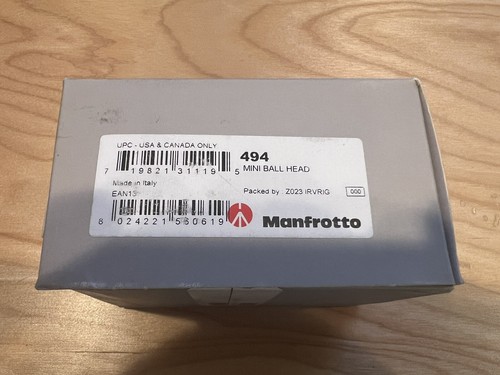 UPC - USA & CANADA ONLY
7 19821 31119 5
494
MINI BALL HEAD
Made in Italy
EAN13
Packed by : Z023 IRVRIG
000
8 024221 580619
Manfrotto